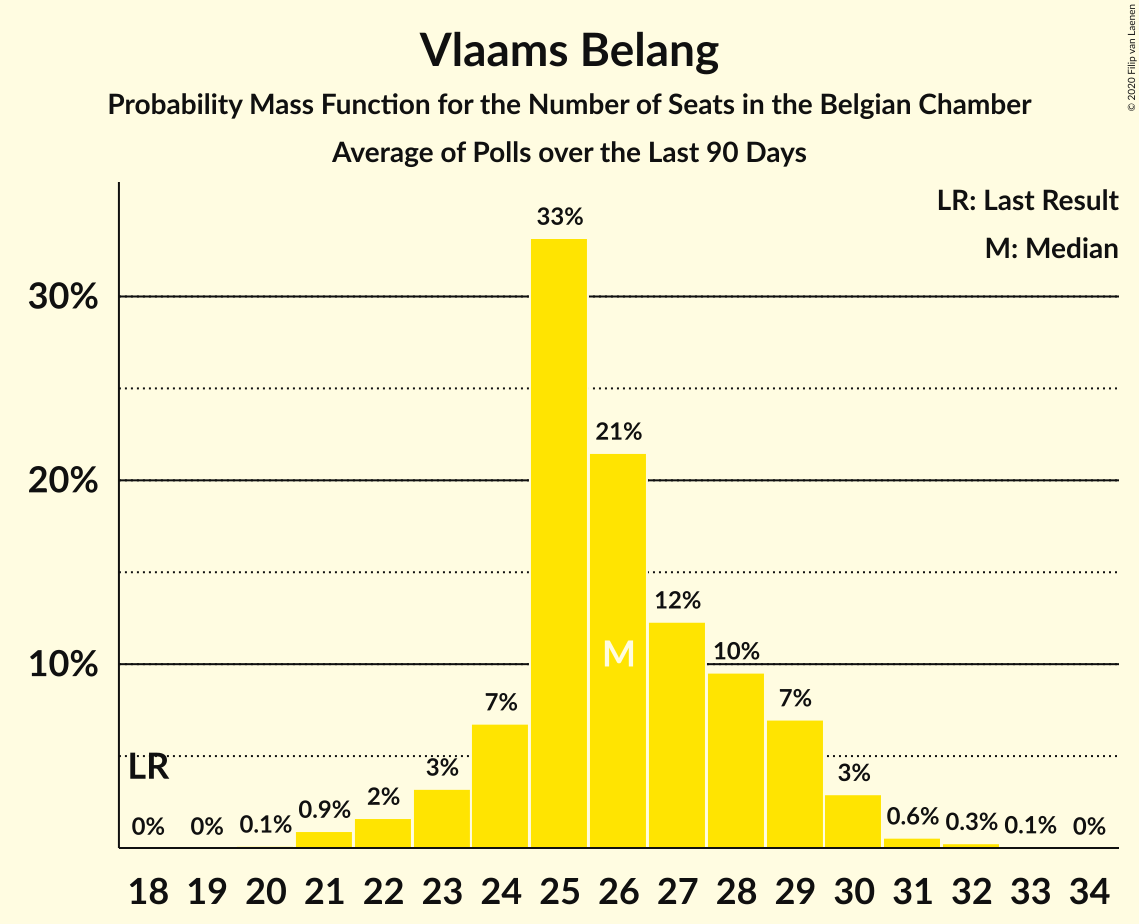 Vlaams Belang
Probability Mass Function for the Number of Seats in the Belgian Chamber
Average of Polls over the Last 90 Days
© 2020 Filip van Laenen
LR: Last Result
M: Median
33%
30%
21%
20%
12%
M
10%
10%
7%
7%
LR
3%
3%
2%
0.9%
0%
0%
0.1%
0.6%
0.3%
0.1%
0%
18 19 20 21 22 23 24 25 26 27 28 29 30 31 32 33 34